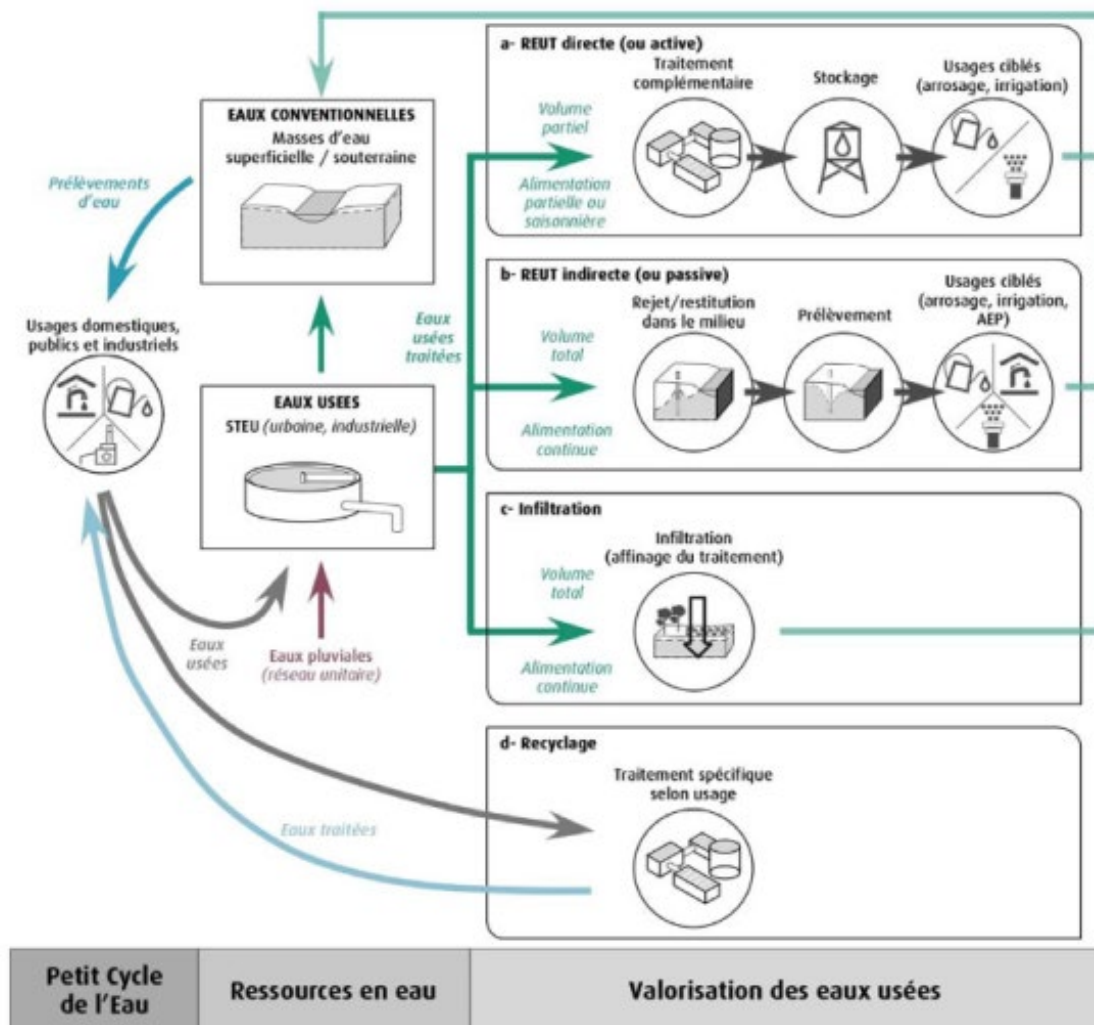 a- REUT directe (ou active)
Traitement
complémentaire
Stockage
Usages ciblés
(arrosage, irrigation)
Volume
partiel
Alimentation
partielle ou
saisonnière
EAUX CONVENTIONNELLES
Masses d'eau
superficielle / souterraine
Prélèvements
d'eau
Usages domestiques,
publics et industriels
Eaux
usées
traitées
b- REUT indirecte (ou passive)
Rejet/restitution
dans le milieu
Prélèvement
Usages ciblés
(arrosage, irrigation,
AEP)
Volume
total
Alimentation
continue
EAUX USEES
STEU (urbaine, industrielle)
c- Infiltration
Infiltration
(affinage du traitement)
Volume
total
Alimentation
continue
Eaux
usées
Eaux pluviales
(réseau unitaire)
d- Recyclage
Traitement spécifique
selon usage
Eaux traitées
Petit Cycle
de l'Eau
Ressources en eau
Valorisation des eaux usées